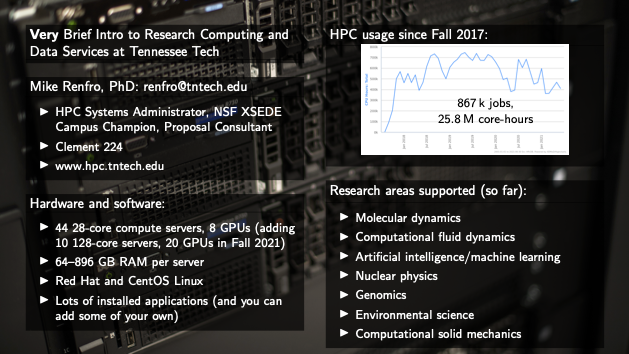 Very Brief Intro to Research Computing and
Data Services at Tennessee Tech
Mike Renfro, PhD: renfro@tntech.edu
▶ HPC Systems Administrator, NSF XSEDE
Campus Champion, Proposal Consultant
▶ Clement 224
▶ www.hpc.tntech.edu
Hardware and software:
▶ 44 28-core compute servers, 8 GPUs (adding
10 128-core servers, 20 GPUs in Fall 2021)
▶ 64–896 GB RAM per server
▶ Red Hat and CentOS Linux
▶ Lots of installed applications (and you can
add some of your own)
HPC usage since Fall 2017:
867 k jobs,
25.8 M core-hours
Research areas supported (so far):
▶ Molecular dynamics
▶ Computational fluid dynamics
▶ Artificial intelligence/machine learning
▶ Nuclear physics
▶ Genomics
▶ Environmental science
▶ Computational solid mechanics